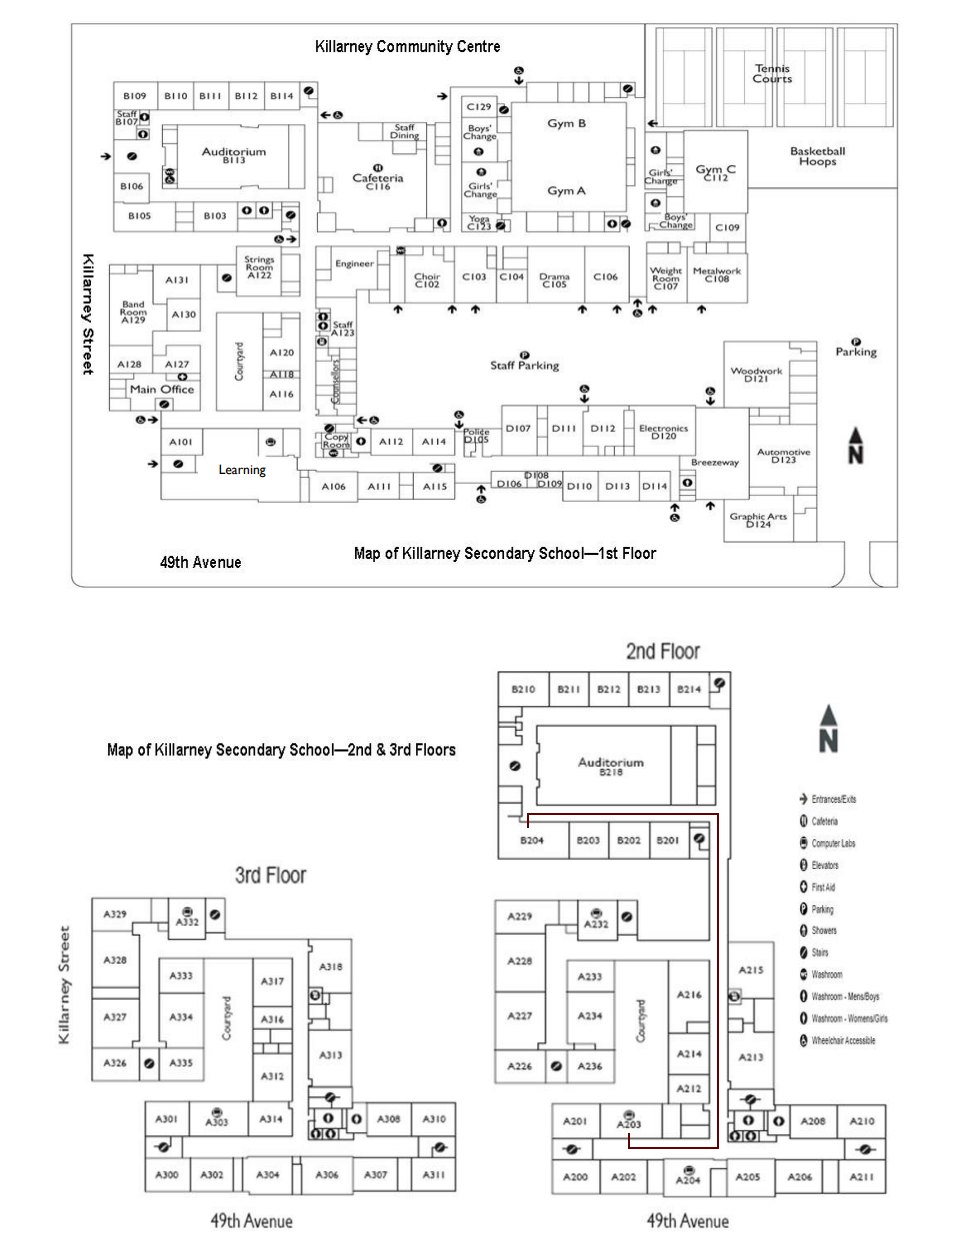 Killarney Community Centre
Tennis
Courts
B109 B110 B111 B112 B114
C129
Staff
B107
Boys'
Change
Gym B
Staff
Dining
Auditorium
B113
Basketball
Hoops
Cafeteria
C116
Girls'
Change
Gym A
Girls'
Change
Gym C
C112
B106
B105 B103
Yoga
C123
Boys'
Change
C109
Strings
Room
A122
Engineer
Choir
C102
C103
C104
Drama
C105
C106
Weight
Room
C107
Metalwork
C108
Killarney Street
A131
Band
Room
A129
A130
Staff
A123
Courtyard
A120
A118
A116
Counsellors
Staff Parking
Parking
A128 A127
Main Office
Woodwork
D121
A101
Copy
Room
A112 A114
Police
D105
D107
D111
D112
Electronics
D120
Breezeway
Automotive
D123
N
Learning
A106 A111 A115
D106
D108
D109
D110 D113 D114
Graphic Arts
D124
49th Avenue
Map of Killarney Secondary School—1st Floor
2nd Floor
B210 B211 B212 B213 B214
Map of Killarney Secondary School—2nd & 3rd Floors
N
Auditorium
B218
Entrances/Exits
Cafeteria
Computer Labs
Elevators
First Aid
Parking
Showers
Stairs
Washroom
Washroom - Mens/Boys
Washroom - Womens/Girls
Wheelchair Accessible
B204 B203 B202 B201
3rd Floor
Killarney Street
A329 A332
A328
A333
A317
A318
A327
A334
Courtyard
A316
A313
A326 A335
A312
A301 A303 A314 A308 A310
A300 A302 A304 A306 A307 A311
49th Avenue
A229 A232
A228
A233
A216
A215
A227
A234
Courtyard
A214
A213
A226 A236
A212
A201 A203 A208 A210
A200 A202 A204 A205 A206 A211
49th Avenue